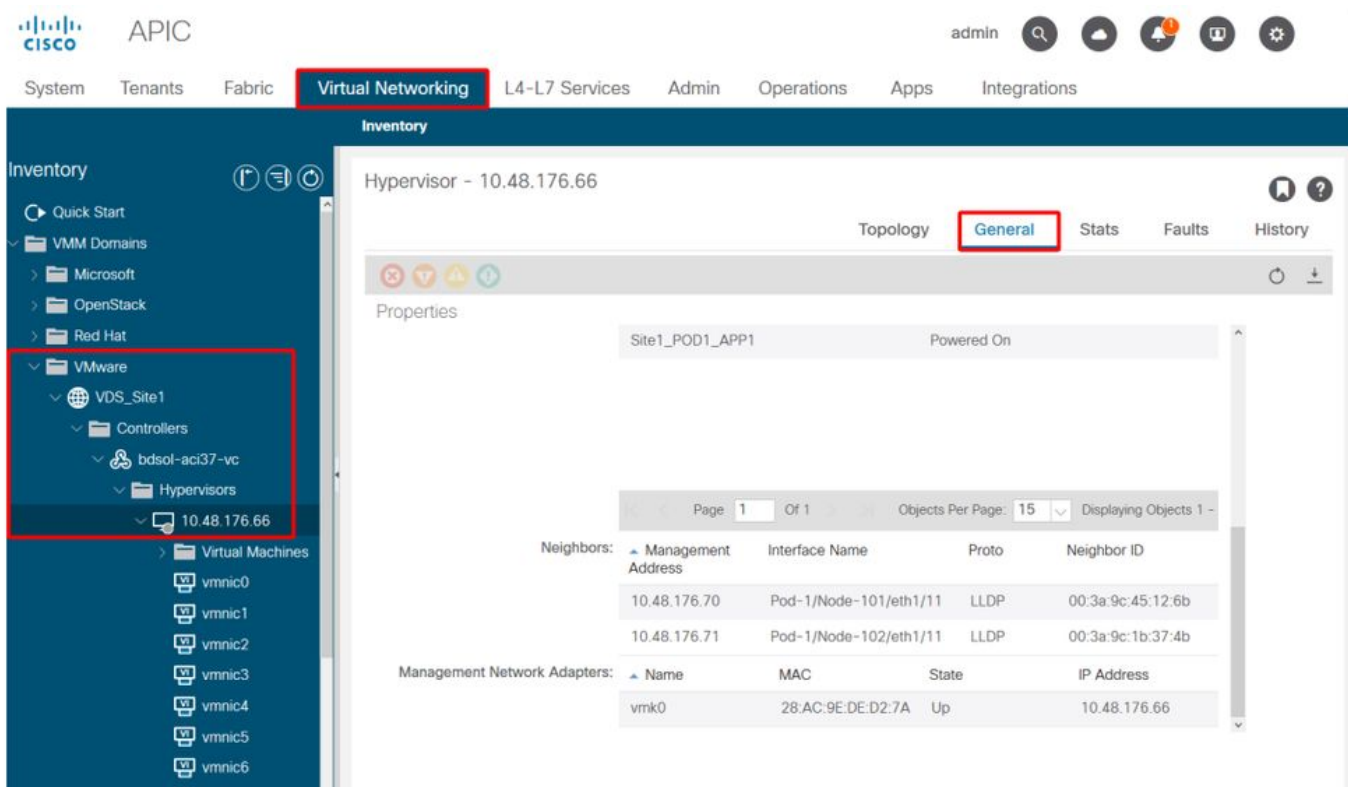 CISCO APIC admin 1
System Tenants Fabric Virtual Networking L4-L7 Services Admin Operations Apps Integrations
Inventory
Inventory
Quick Start
VMM Domains
Microsoft
OpenStack
Red Hat
VMware
VDS_Site1
Controllers
bdsol-aci37-vc
Hypervisors
10.48.176.66
Virtual Machines
vmnic0
vmnic1
vmnic2
vmnic3
vmnic4
vmnic5
vmnic6
Hypervisor - 10.48.176.66
Topology General Stats Faults History
Properties
Site1_POD1_APP1 Powered On
Page 1 Of 1 Objects Per Page: 15 Displaying Objects 1 -
Neighbors: Management Address Interface Name Proto Neighbor ID
10.48.176.70 Pod-1/Node-101/eth1/11 LLDP 00:3a:9c:45:12:6b
10.48.176.71 Pod-1/Node-102/eth1/11 LLDP 00:3a:9c:1b:37:4b
Management Network Adapters: Name MAC State IP Address
vmk0 28:AC:9E:DE:D2:7A Up 10.48.176.66